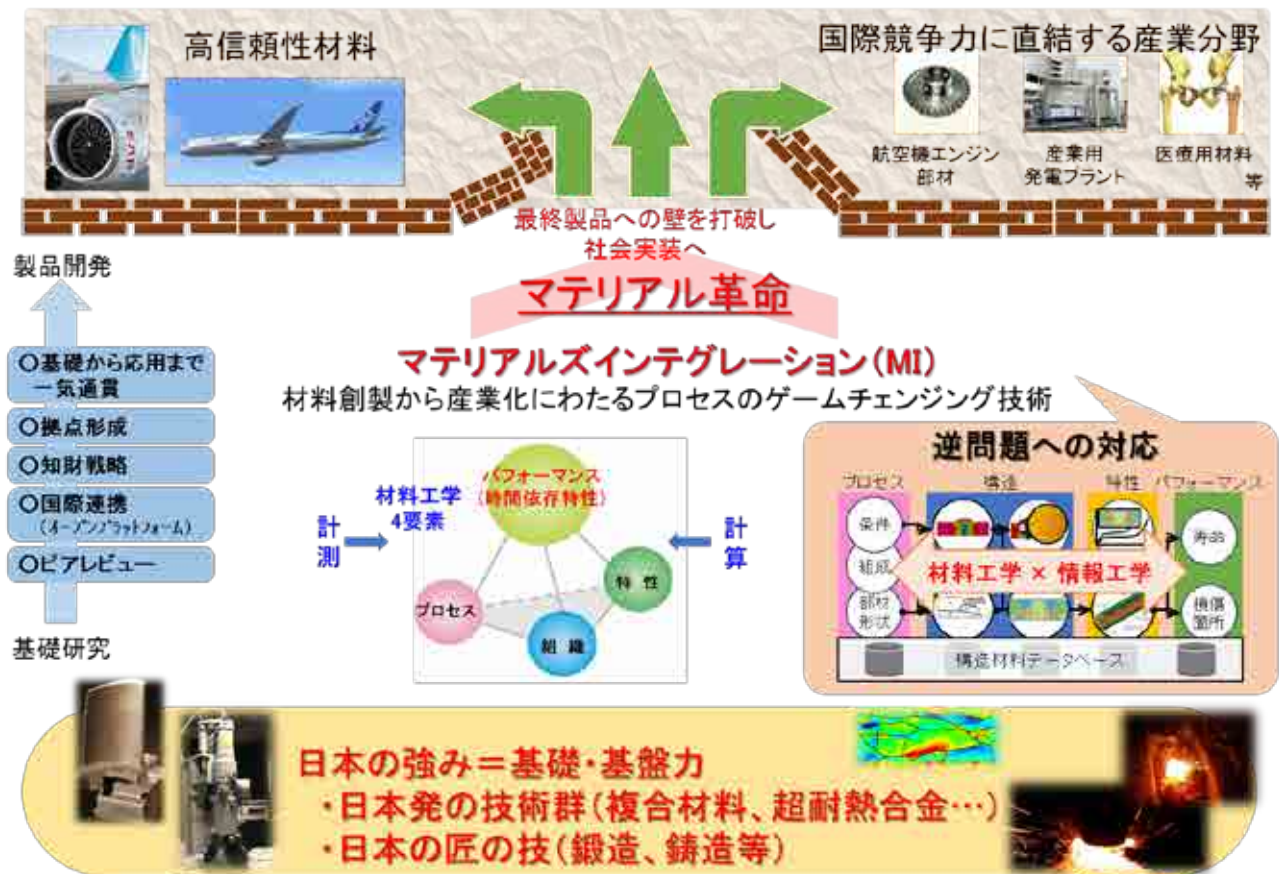 高信頼性材料
国際競争力に直結する産業分野
航空機エンジン
部材
産業用
発電プラント
医療用材料
等
最終製品への壁を打破し
社会実装へ
マテリアル革命
製品開発
○基礎から応用まで
一気通貫
○拠点形成
○知財戦略
○国際連携
(オープンプラットフォーム)
○ピアレビュー
基礎研究
マテリアルズインテグレーション(MI)
材料創製から産業化にわたるプロセスのゲームチェンジング技術
計測
材料工学
4要素
パフォーマンス
(時間依存特性)
特 性
プロセス
組 織
計算
逆問題への対応
プロセス
構造
特性
パフォーマンス
条件
組成
部材
形状
材料工学 × 情報工学
寿命
損傷
箇所
構造材料データベース
日本の強み=基礎・基盤力
・日本発の技術群(複合材料、超耐熱合金…)
・日本の匠の技(鍛造、鋳造等)